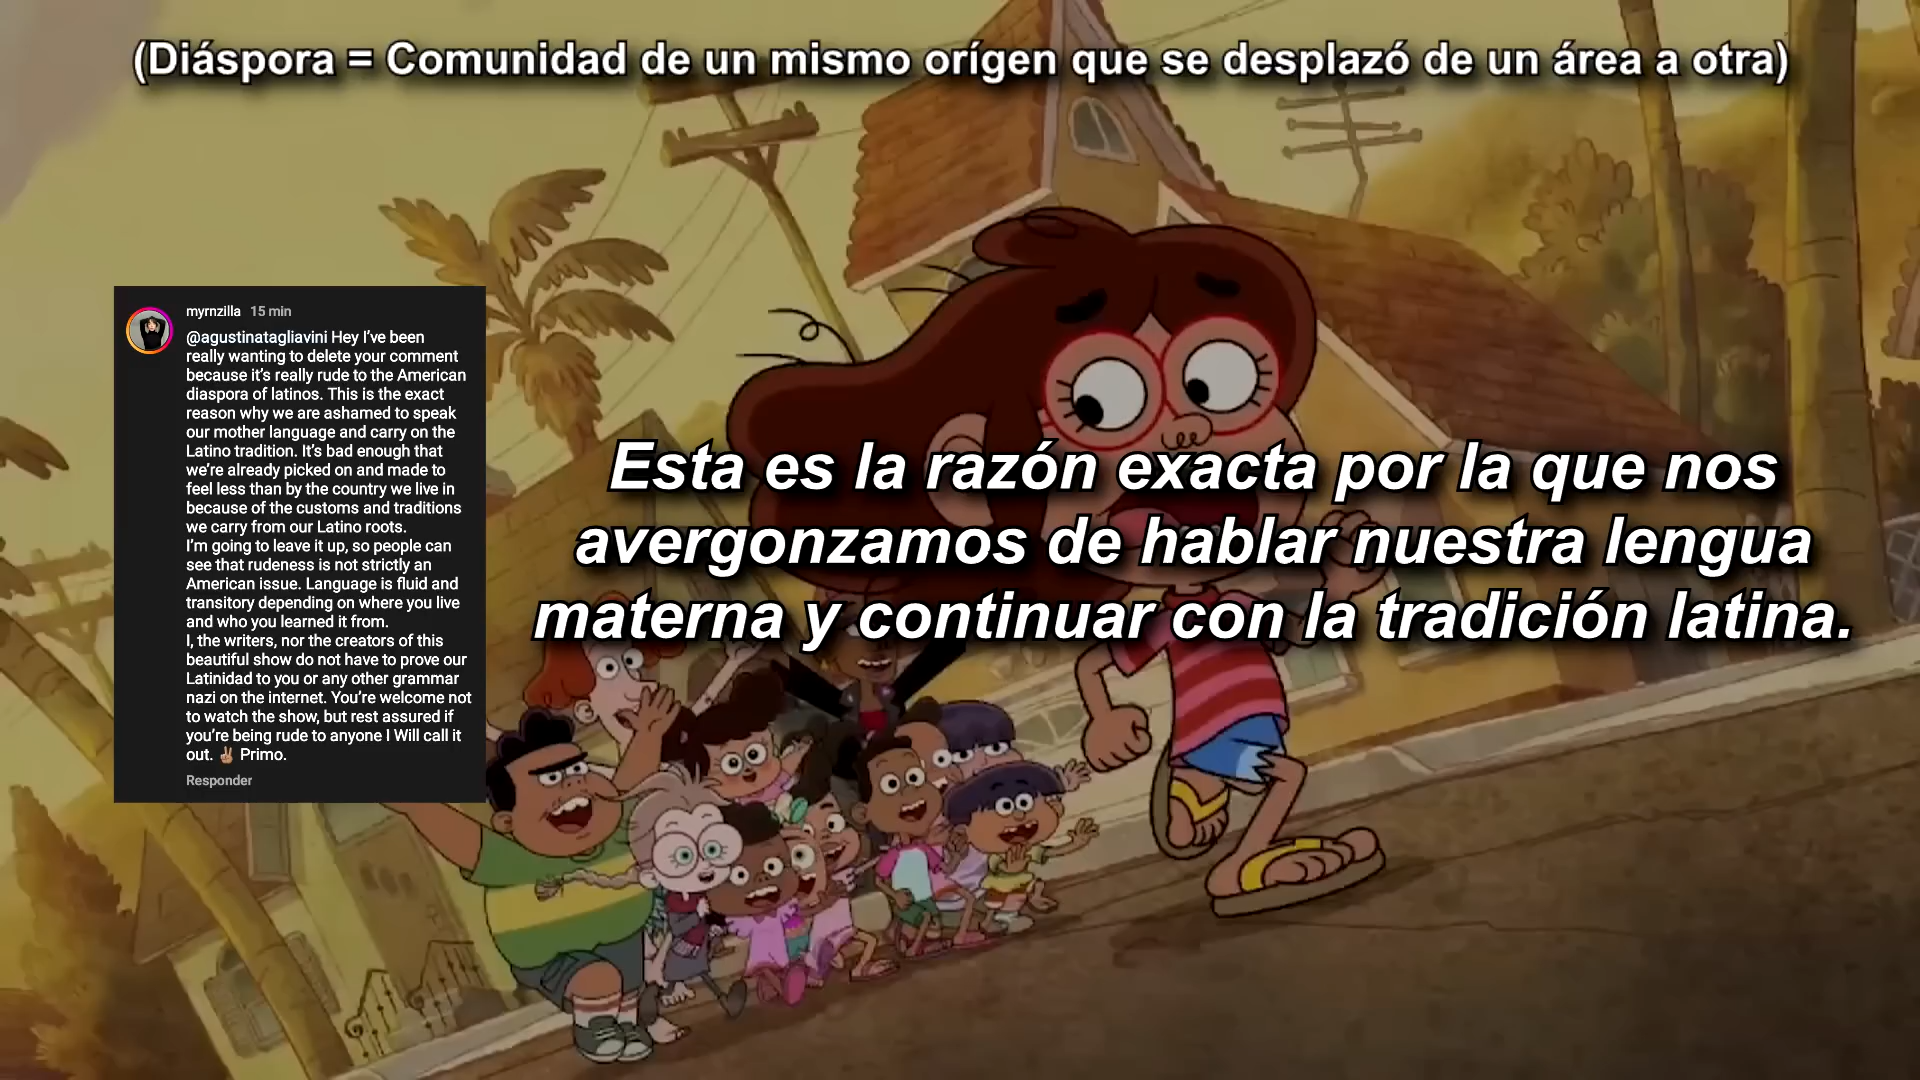 (Diáspora = Comunidad de un mismo orígen que se desplazó de un área a otra)
myrnzilla 15 min
@agustinatagliavini Hey I've been
really wanting to delete your comment
because it's really rude to the American
diaspora of latinos. This is the exact
reason why we are ashamed to speak
our mother language and carry on the
Latino tradition. It's bad enough that
we're already picked on and made to
feel less than by the country we live in
because of the customs and traditions
we carry from our Latino roots.
I'm going to leave it up, so people can
see that rudeness is not strictly an
American issue. Language is fluid and
transitory depending on where you live
and who you learned it from.
I, the writers, nor the creators of this
beautiful show do not have to prove our
Latinidad to you or any other grammar
nazi on the internet. You're welcome not
to watch the show, but rest assured if
you're being rude to anyone I Will call it
out. ✌🏽 Primo.
Responder
Esta es la razón exacta por la que nos
avergonzamos de hablar nuestra lengua
materna y continuar con la tradición latina.